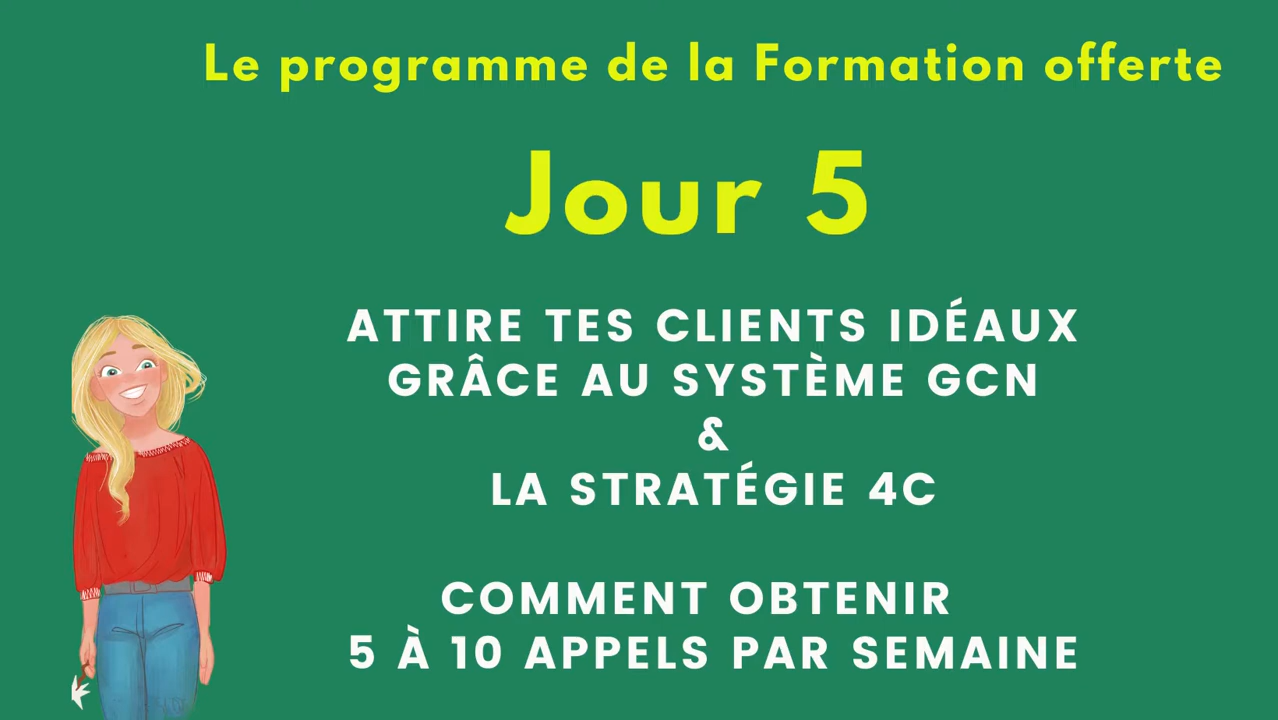 Le programme de la Formation offerte
Jour 5
ATTIRE TES CLIENTS IDÉAUX
GRÂCE AU SYSTÈME GCN
&
LA STRATÉGIE 4C
COMMENT OBTENIR
5 À 10 APPELS PAR SEMAINE